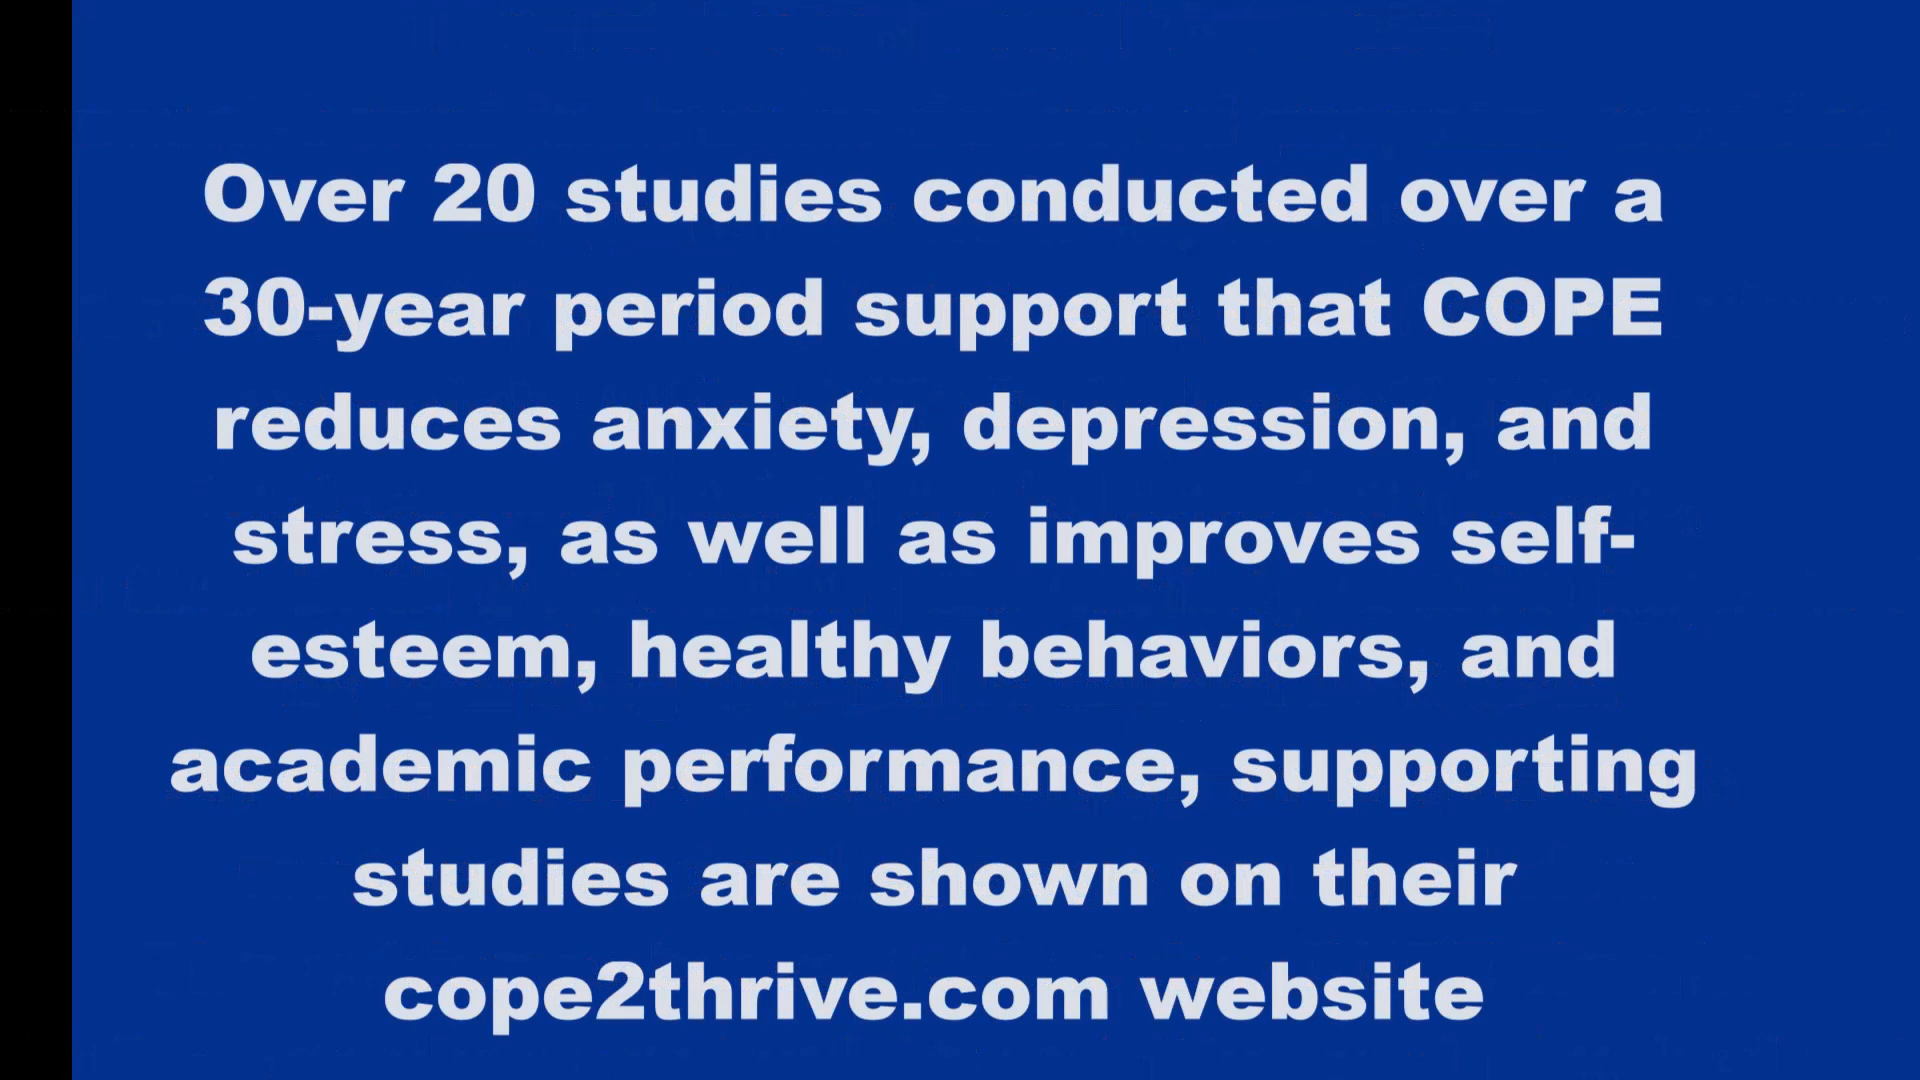 Over 20 studies conducted over a
30-year period support that COPE
reduces anxiety, depression, and
stress, as well as improves self-
esteem, healthy behaviors, and
academic performance, supporting
studies are shown on their
cope2thrive.com website